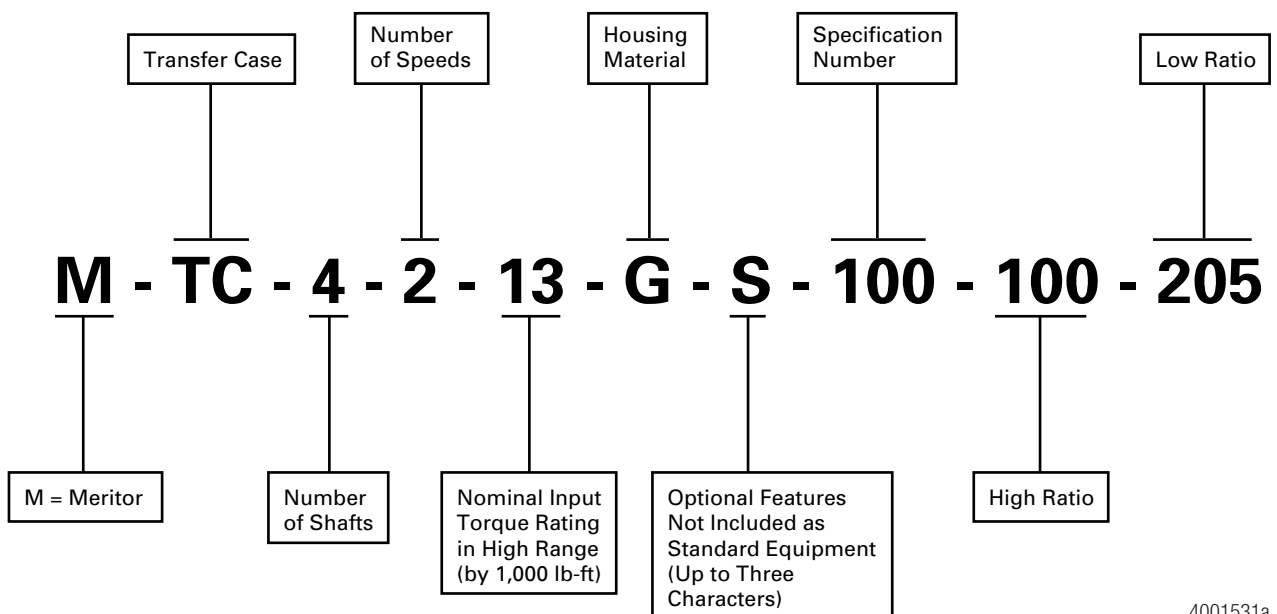 Transfer Case
Number
of Speeds
Housing
Material
Specification
Number
Low Ratio
M - TC - 4 - 2 - 13 - G - S - 100 - 100 - 205
M = Meritor
Number
of Shafts
Nominal Input
Torque Rating
in High Range
(by 1,000 lb-ft)
Optional Features
Not Included as
Standard Equipment
(Up to Three
Characters)
High Ratio
4001531a